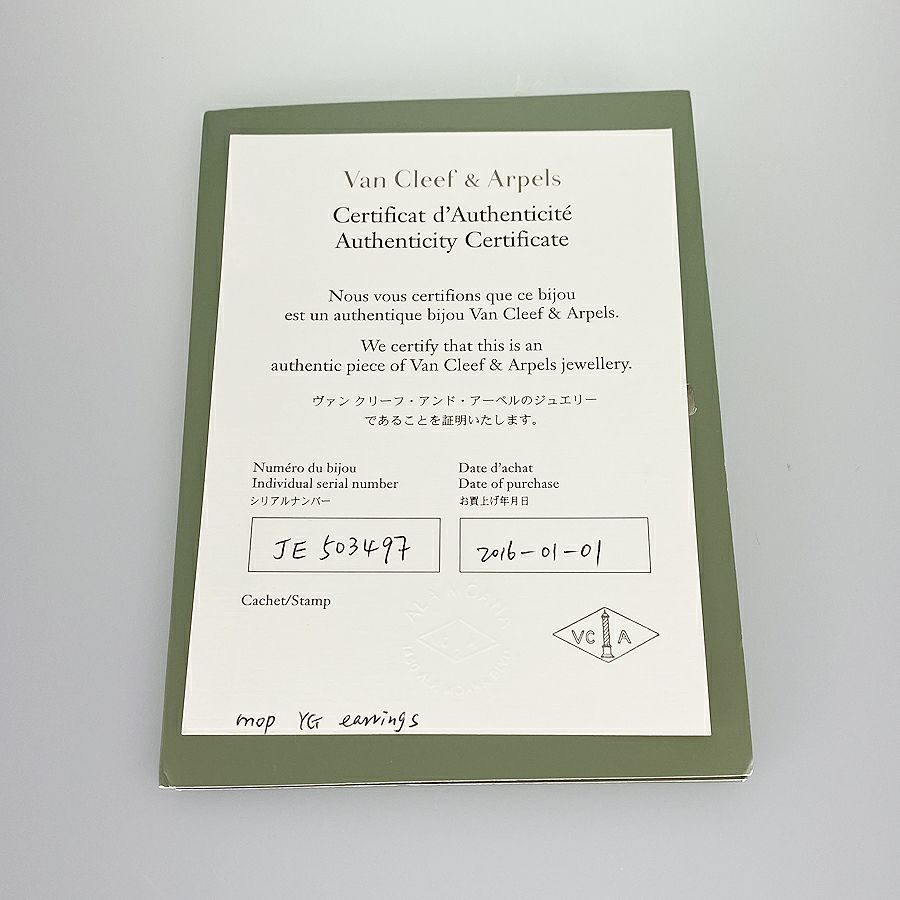 Van Cleef & Arpels
Certificat d'Authenticité
Authenticity Certificate
Nous vous certifions que ce bijou
est un authentique bijou Van Cleef & Arpels.
We certify that this is an
authentic piece of Van Cleef & Arpels jewellery.
ヴァン クリーフ・アンド・アーペルのジュエリー
であることを証明いたします。
Numéro du bijou
Individual serial number
シリアルナンバー
JE 503497
Date d'achat
Date of purchase
お買上げ年月日
2016-01-01
Cachet/Stamp
ALA MOANA
VC A
mop YG earrings